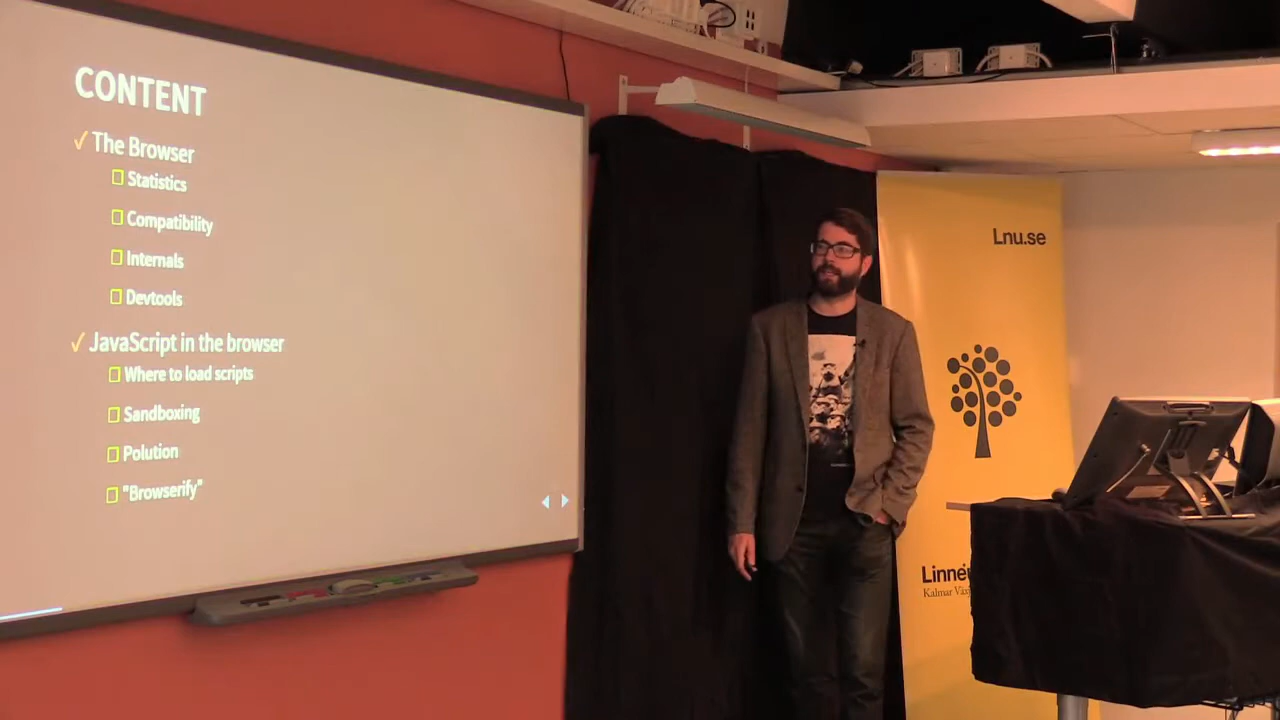 CONTENT
✓ The Browser
Statistics
Compatibility
Internals
Devtools
✓ JavaScript in the browser
Where to load scripts
Sandboxing
Polution
"Browserify"
Lnu.se
Kalmar